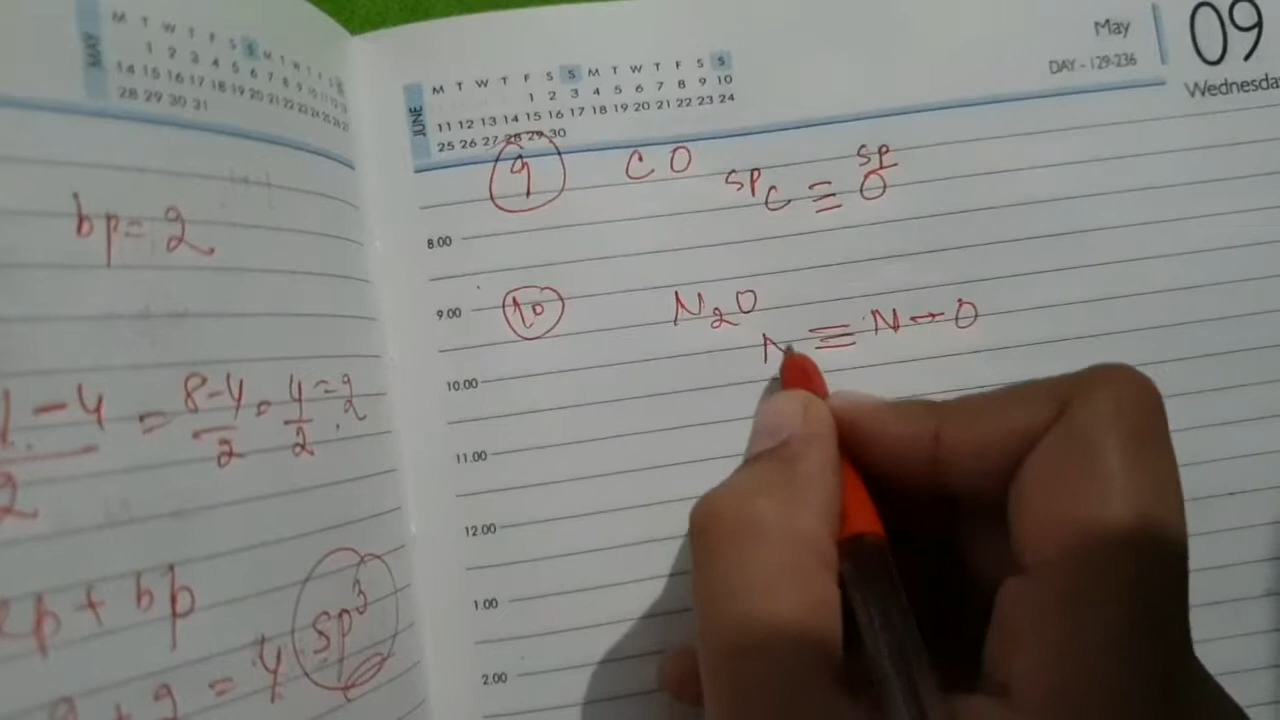 MAY
M T W T F S S M T W T F S S
1 2 3 4 5 6 7 8 9 10 11 12 13
14 15 16 17 18 19 20 21 22 23 24 25 26 27
28 29 30 31
bp = 2
1 - 4 = 8-4 = 4 = 2
2 2 2
lp + bp
+ 2 = 4 sp3
JUNE
M T W T F S S M T W T F S S
1 2 3 4 5 6 7 8 9 10
11 12 13 14 15 16 17 18 19 20 21 22 23 24
25 26 27 28 29 30
May
DAY - 129-236
09
Wednesda
9 CO sp C ≡ O sp
8.00
9.00 10 N2O N ≡ N → O
10.00
11.00
12.00
1.00
2.00